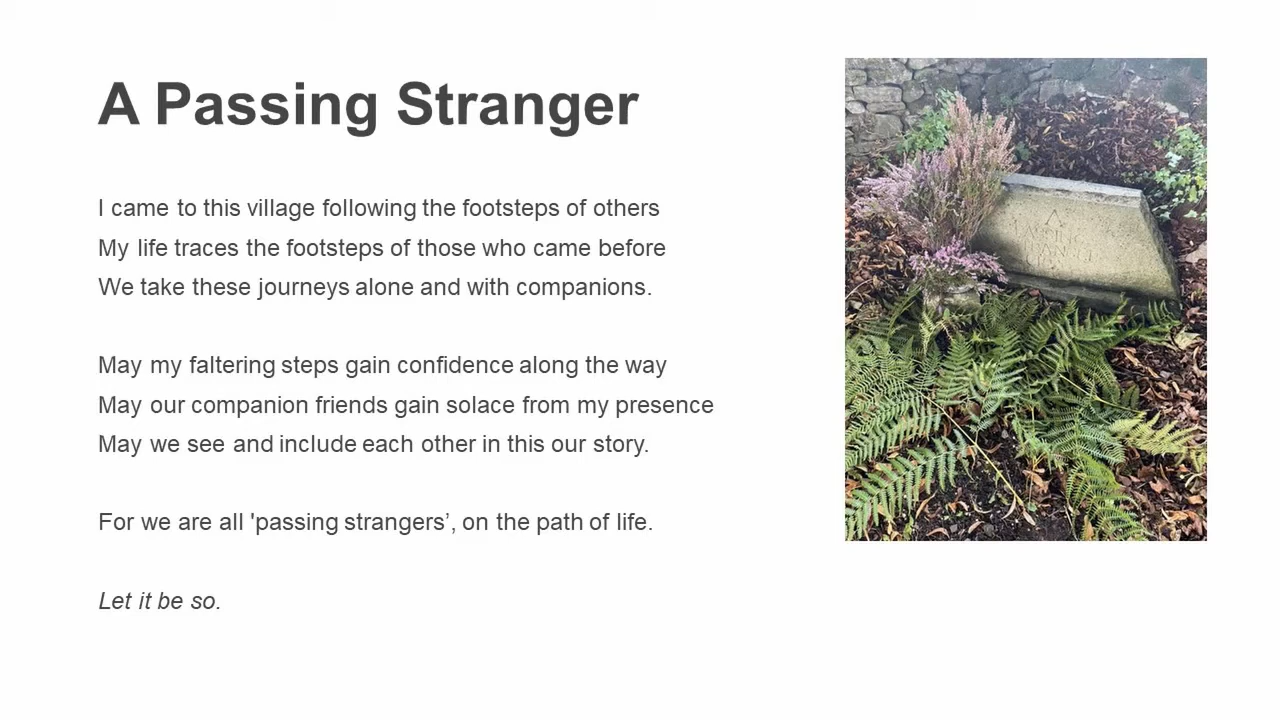 A Passing Stranger
I came to this village following the footsteps of others
My life traces the footsteps of those who came before
We take these journeys alone and with companions.
May my faltering steps gain confidence along the way
May our companion friends gain solace from my presence
May we see and include each other in this our story.
For we are all 'passing strangers’, on the path of life.
Let it be so.
A